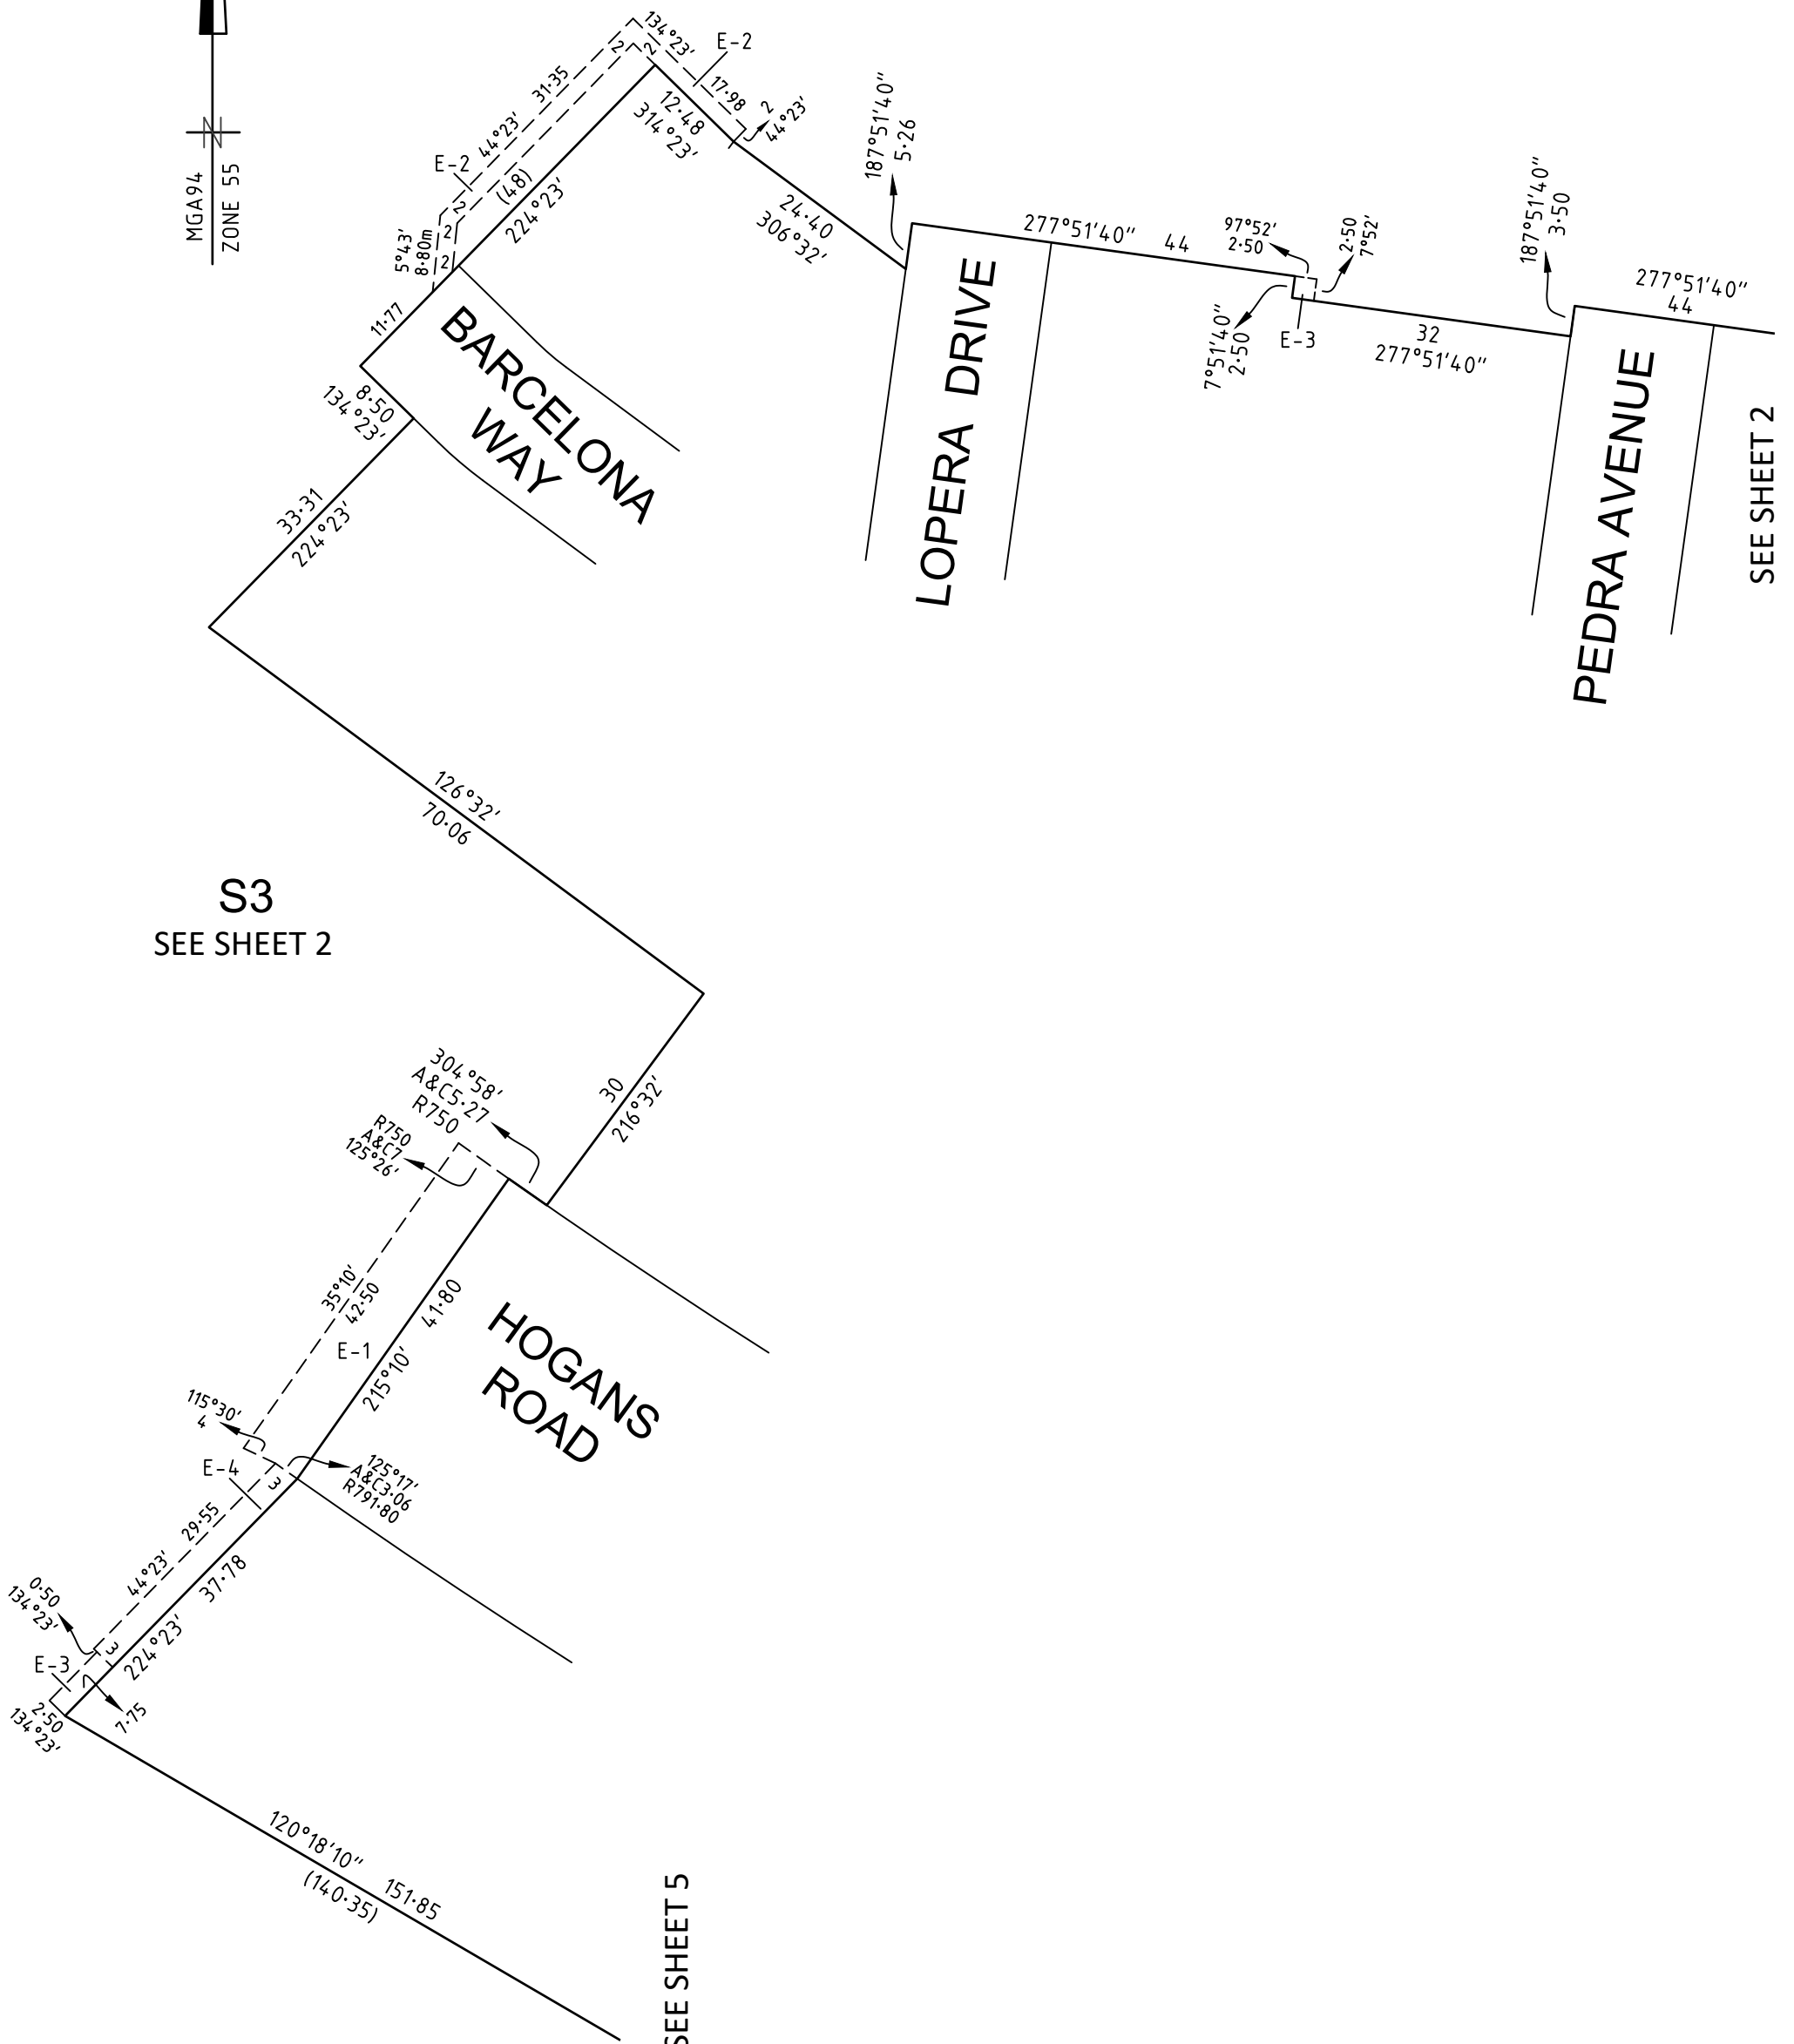 MGA94
ZONE 55
N
134°23'
E-2
2
2
31·35
17·98
2
44°23'
12·48
314°23'
44°23'
E-2
2
(48)
224°23'
2
2
5°43'
8·80m
11·77
24·40
306°32'
187°51'40"
5·26
277°51'40" 44
97°52'
2·50
2·50
7°52'
7°51'40"
2·50
E-3
32
277°51'40"
187°51'40"
3·50
277°51'40"
44
BARCELONA
WAY
LOPERA DRIVE
PEDRA AVENUE
SEE SHEET 2
8·50
134°23'
33·31
224°23'
126°32'
70·06
S3
SEE SHEET 2
30
216°32'
304°58'
A&C5·27
R750
R750
A&C7
125°26'
35°10'
42·50
41·80
215°10'
E-1
HOGANS
ROAD
115°30'
4
E-4
3
125°17'
A&C3·06
R791·80
29·55
44°23'
37·78
224°23'
0·50
134°23'
3
E-3
2·50
134°23'
7·75
120°18'10"
(140·35)
151·85
SEE SHEET 5